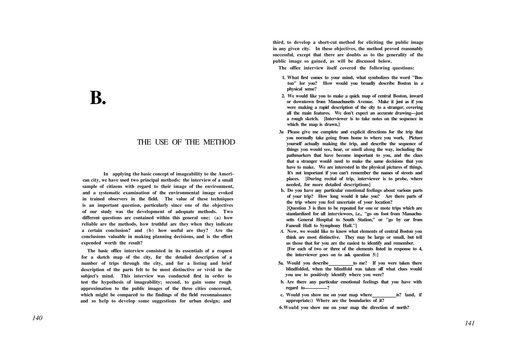 B.
THE USE OF THE METHOD
In applying the basic concept of imageability to the Ameri-
can city, we have used two principal methods: the interview of a small
sample of citizens with regard to their image of the environment,
and a systematic examination of the environmental image evoked
in trained observers in the field. The value of these techniques
is an important question, particularly since one of the objectives
of our study was the development of adequate methods. Two
different questions are contained within this general one: (a) how
reliable are the methods, how truthful are they when they indicate
a certain conclusion? and (b) how useful are they? Are the
conclusions valuable in making planning decisions, and is the effort
expended worth the result?
The basic office interview consisted in its essentials of a request
for a sketch map of the city, for the detailed description of a
number of trips through the city, and for a listing and brief
description of the parts felt to be most distinctive or vivid in the
subject's mind. This interview was conducted first in order to
test the hypothesis of imageability; second, to gain some rough
approximation to the public images of the three cities concerned,
which might be compared to the findings of the field reconnaissance
and so help to develop some suggestions for urban design; and,
140
third, to develop a short-cut method for eliciting the public image
in any given city. In these objectives, the method proved reasonably
successful, except that there are doubts as to the generality of the
public image so gained, as will be discussed below.
The office interview itself covered the following questions:
1. What first comes to your mind, what symbolizes the word "Bos-
ton" for you? How would you broadly describe Boston in a
physical sense?
2. We would like you to make a quick map of central Boston, inward
or downtown from Massachusetts Avenue. Make it just as if you
were making a rapid description of the city to a stranger, covering
all the main features. We don't expect an accurate drawing—just
a rough sketch. [Interviewer is to take notes on the sequence in
which the map is drawn.]
3a Please give me complete and explicit directions for the trip that
you normally take going from home to where you work. Picture
yourself actually making the trip, and describe the sequence of
things you would see, hear, or smell along the way, including the
pathmarkers that have become important to you, and the clues
that a stranger would need to make the same decisions that you
have to make. We are interested in the physical pictures of things.
It's not important if you can't remember the names of streets and
places. [During recital of trip, interviewer is to probe, where
needed, for more detailed descriptions]
b. Do you have any particular emotional feelings about various parts
of your trip? How long would it take you? Are there parts of
the trip where you feel uncertain of your location?
[Question 3 is then to be repeated for one or more trips which are
standardized for all interviewees, i.e., "go on foot from Massachu-
setts General Hospital to South Station," or "go by car from
Faneuil Hall to Symphony Hall."]
4. Now, we would like to know what elements of central Boston you
think are most distinctive. They may be large or small, but tell
us those that for you are the easiest to identify and remember.
[For each of two or three of the elements listed in response to 4,
the interviewer goes on to ask question 5:]
5a. Would you describe_______to me? If you were taken there
blindfolded, when the blindfold was taken off what clues would
you use to positively identify where you were?
b. Are there any particular emotional feelings that you have with
regard to_______?
c. Would you show me on your map where_______is? [and, if
appropriate:] Where are the boundaries of it?
6. Would you show me on your map the direction of north?
141